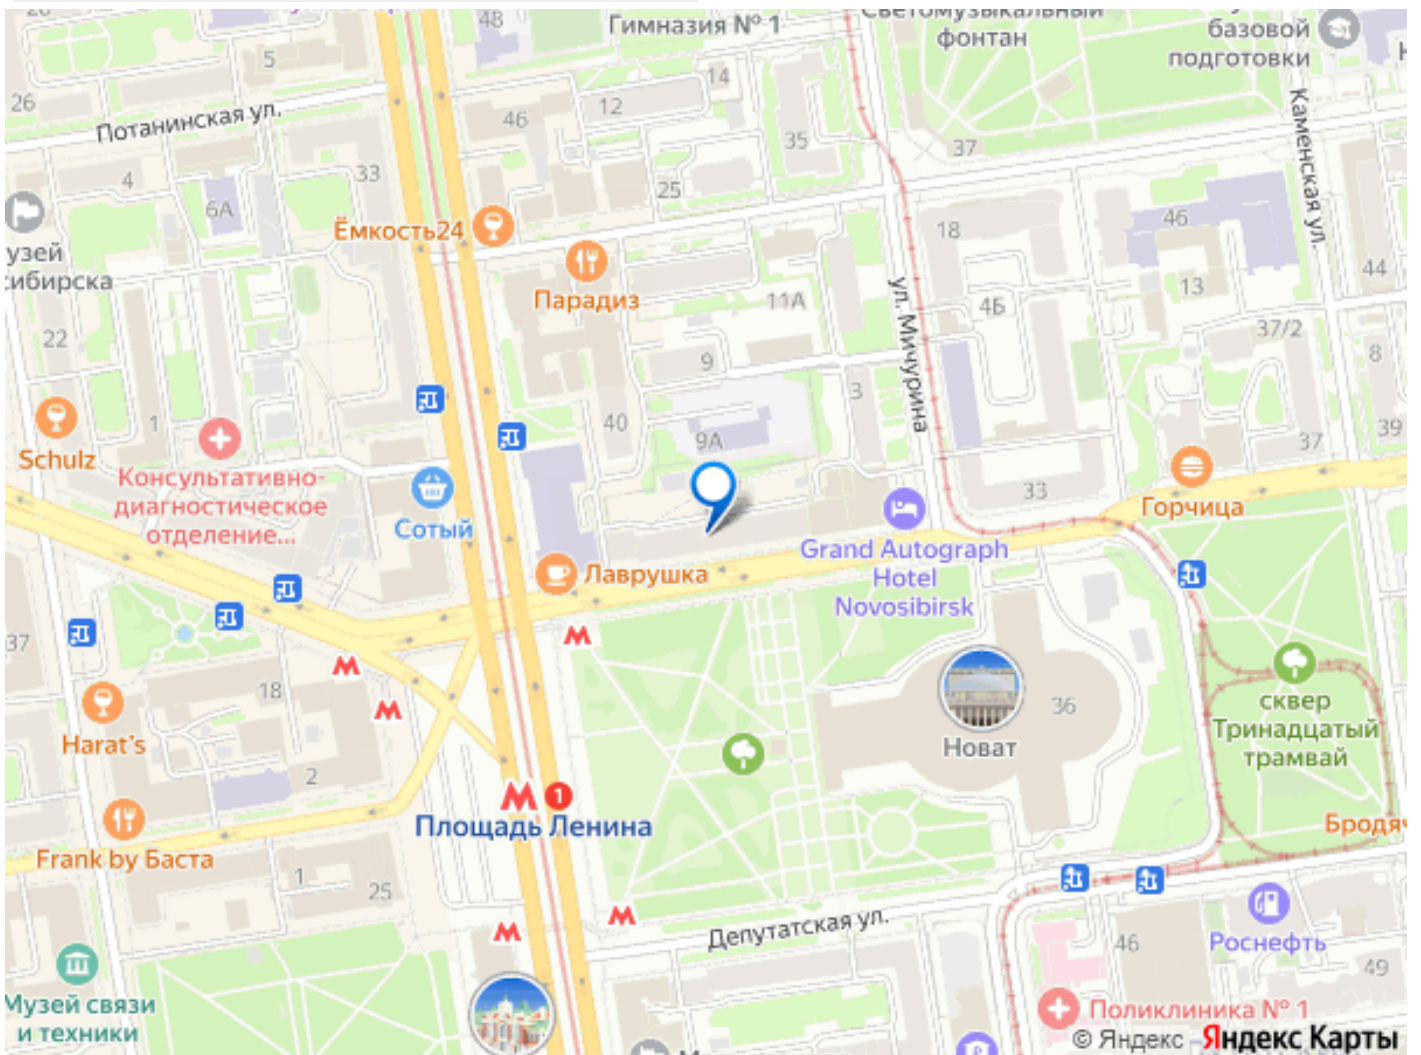 48
Гимназия № 1
Светомузыкальный
фонтан
базовой
подготовки
5
14
26
12
46
35
37
Потанинская ул.
Каменская ул.
33
4
25
6А
46
18
Ёмкость24
узей
сибирска
44
Парадиз
11А
4Б
13
ул. Мичурина
22
37/2
9
8
3
1
40
9А
39
37
Schulz
Консультативно-
диагностическое
отделение...
Сотый
33
Горчица
Grand Autograph
Hotel
Novosibirsk
Лаврушка
37
18
36
Новат
сквер
Тринадцатый
трамвай
Harat's
2
1
Площадь Ленина
Бродяч
Frank by Баста
1
25
Депутатская ул.
46
Роснефть
49
Музей связи
и техники
Поликлиника № 1
© Яндекс
Яндекс Карты